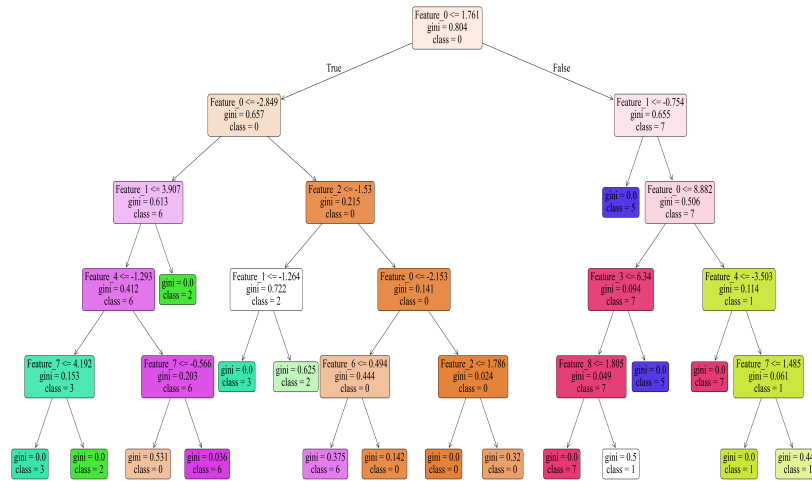 Feature_0 <= 1.761
gini = 0.804
class = 0
True
False
Feature_0 <= -2.849
gini = 0.657
class = 0
Feature_1 <= -0.754
gini = 0.655
class = 7
Feature_1 <= 3.907
gini = 0.613
class = 6
Feature_2 <= -1.53
gini = 0.215
class = 0
gini = 0.0
class = 5
Feature_0 <= 8.882
gini = 0.506
class = 7
Feature_4 <= -1.293
gini = 0.412
class = 6
gini = 0.0
class = 2
Feature_1 <= -1.264
gini = 0.722
class = 2
Feature_0 <= -2.153
gini = 0.141
class = 0
Feature_3 <= 6.34
gini = 0.094
class = 7
Feature_4 <= -3.503
gini = 0.114
class = 1
Feature_7 <= 4.192
gini = 0.153
class = 3
Feature_7 <= -0.566
gini = 0.203
class = 6
gini = 0.0
class = 3
gini = 0.625
class = 2
Feature_6 <= 0.494
gini = 0.444
class = 0
Feature_2 <= 1.786
gini = 0.024
class = 0
Feature_8 <= 1.805
gini = 0.049
class = 7
gini = 0.0
class = 5
gini = 0.0
class = 7
Feature_7 <= 1.485
gini = 0.061
class = 1
gini = 0.0
class = 3
gini = 0.0
class = 2
gini = 0.531
class = 0
gini = 0.036
class = 6
gini = 0.375
class = 6
gini = 0.142
class = 0
gini = 0.0
class = 0
gini = 0.32
class = 0
gini = 0.0
class = 7
gini = 0.5
class = 1
gini = 0.0
class = 1
gini = 0.44
class = 1